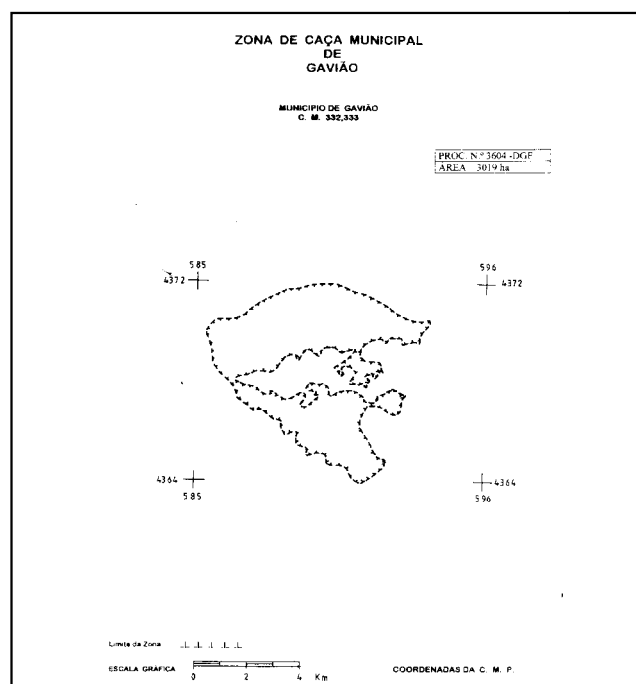 ZONA DE CAÇA MUNICIPAL
DE
GAVIÃO
MUNICIPIO DE GAVIÃO
C. M. 332,333
PROC. N.º 3604 -DGF
AREA 3019 ha
585
4372
596
4372
4364
585
4364
596
Limite da Zona
ESCALA GRÁFICA
0 2 4 Km
COORDENADAS DA C. M. P.